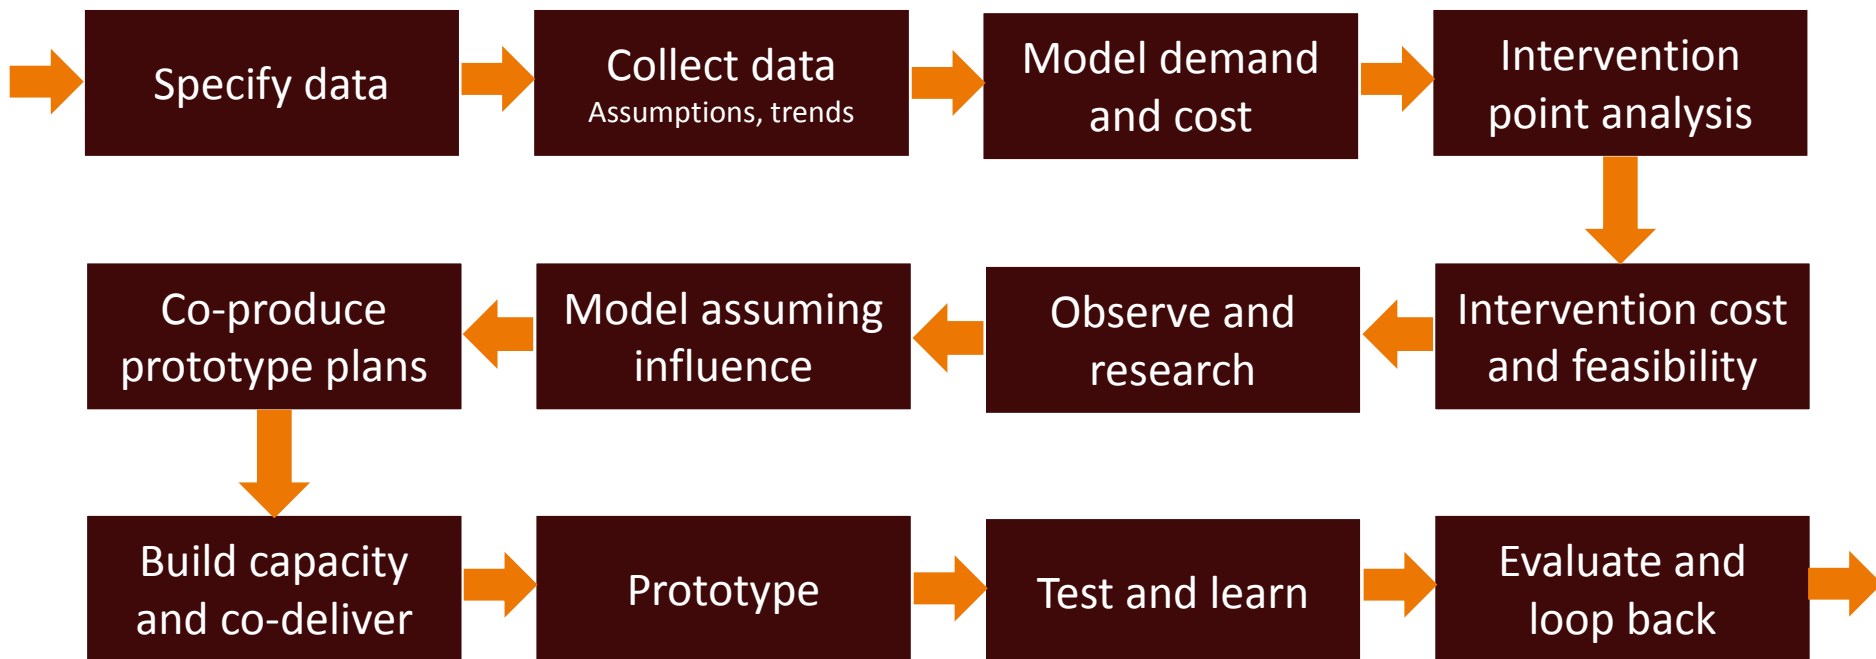 Specify data
Collect data
Assumptions, trends
Model demand
and cost
Intervention
point analysis
Intervention cost
and feasibility
Observe and
research
Model assuming
influence
Co-produce
prototype plans
Build capacity
and co-deliver
Prototype
Test and learn
Evaluate and
loop back